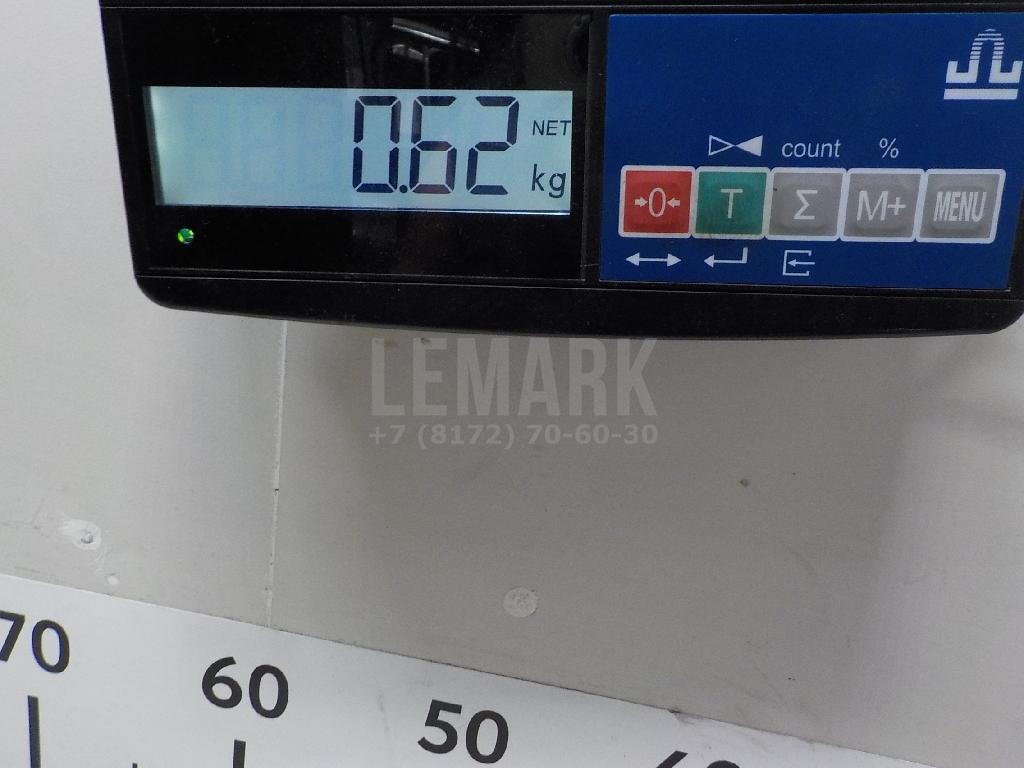 0.62 NET
kg
count %
→0← T Σ M+ MENU
LEMARK
+7 (8172) 70-60-30
70 60 50